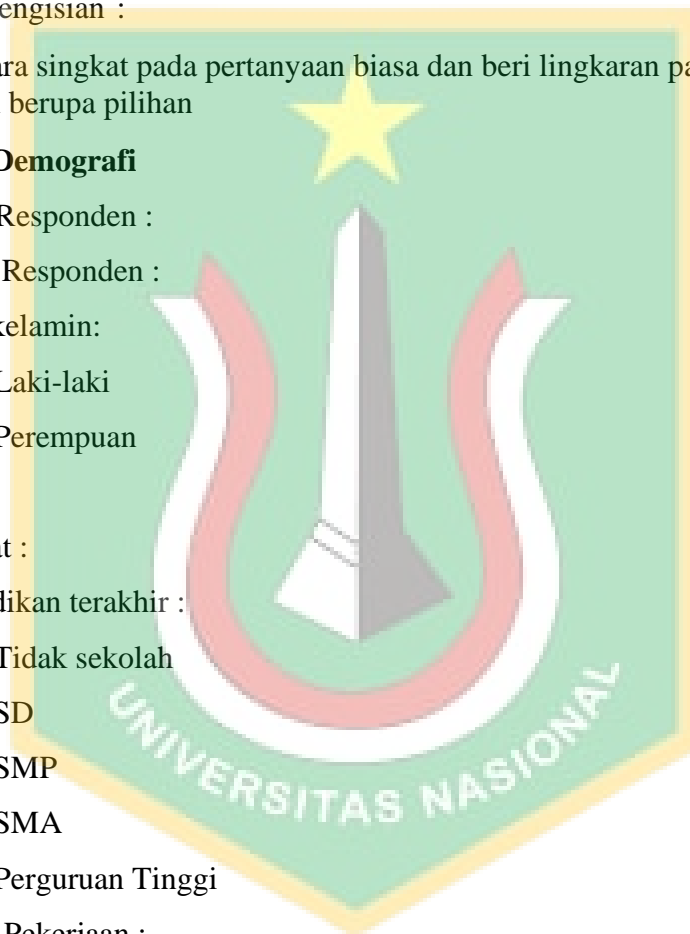 engisian :
ra singkat pada pertanyaan biasa dan beri lingkaran pa
berupa pilihan
Demografi
Responden :
Responden :
kelamin:
Laki-laki
Perempuan
at :
dikan terakhir :
Tidak sekolah
SD
SMP
SMA
Perguruan Tinggi
Pekerjaan :
UNIVERSITAS NASIONAL